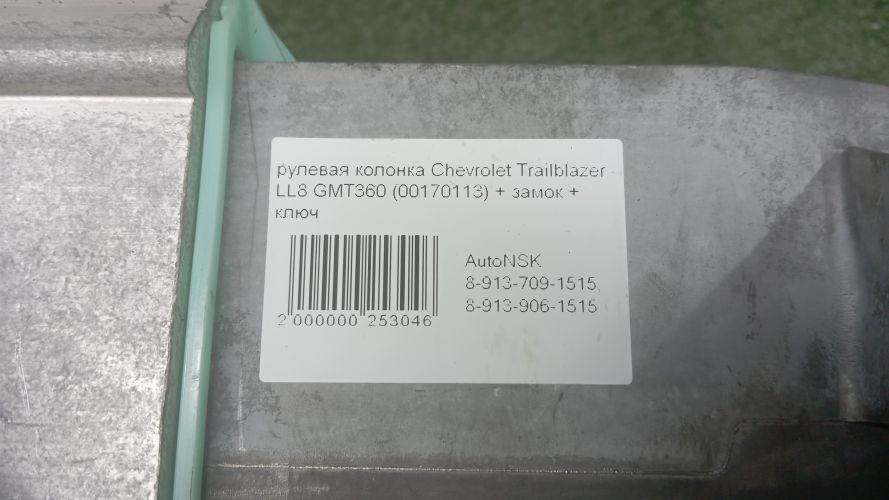 рулевая колонка Chevrolet Trailblazer
LL8 GMT360 (00170113) + замок +
ключ
AutoNSK
8-913-709-1515,
8-913-906-1515
2 000000 253046